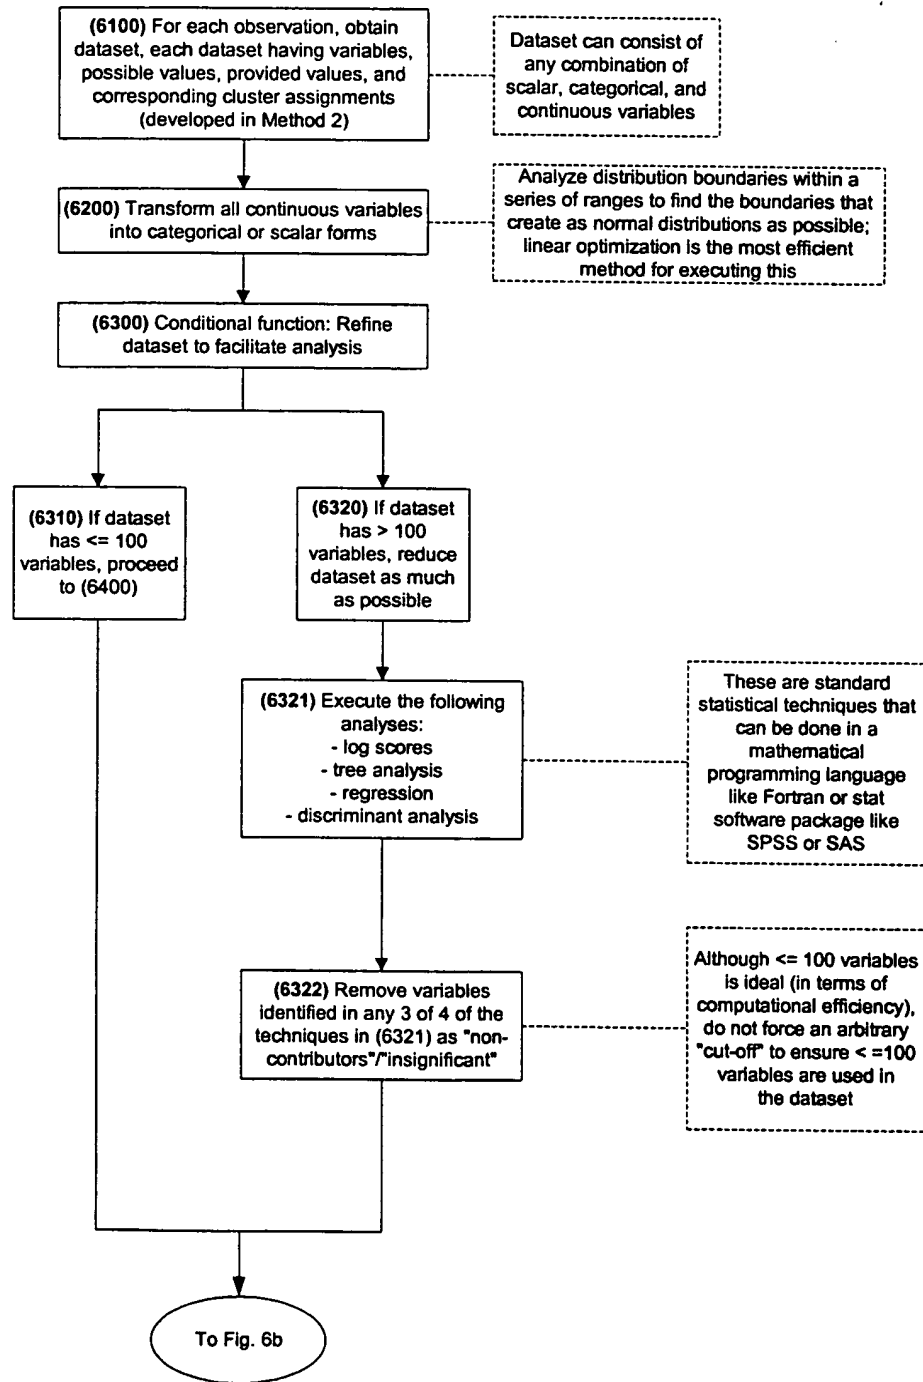 (6100) For each observation, obtain
dataset, each dataset having variables,
possible values, provided values, and
corresponding cluster assignments
(developed in Method 2)
Dataset can consist of
any combination of
scalar, categorical, and
continuous variables
(6200) Transform all continuous variables
into categorical or scalar forms
Analyze distribution boundaries within a
series of ranges to find the boundaries that
create as normal distributions as possible;
linear optimization is the most efficient
method for executing this
(6300) Conditional function: Refine
dataset to facilitate analysis
(6310) If dataset
has <= 100
variables, proceed
to (6400)
(6320) If dataset
has > 100
variables, reduce
dataset as much
as possible
(6321) Execute the following
analyses:
- log scores
- tree analysis
- regression
- discriminant analysis
These are standard
statistical techniques that
can be done in a
mathematical
programming language
like Fortran or stat
software package like
SPSS or SAS
(6322) Remove variables
identified in any 3 of 4 of the
techniques in (6321) as "non-
contributors"/"insignificant"
Although <= 100 variables
is ideal (in terms of
computational efficiency),
do not force an arbitrary
"cut-off" to ensure < =100
variables are used in
the dataset
To Fig. 6b